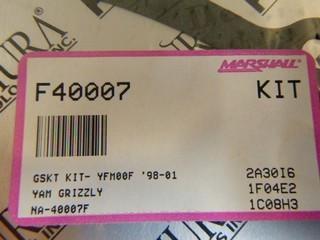 MARSHALL
F40007 KIT
GSKT KIT- YFM00F '98-01 2A30I6
YAM GRIZZLY 1F04E2
NA-40007F 1C08H3